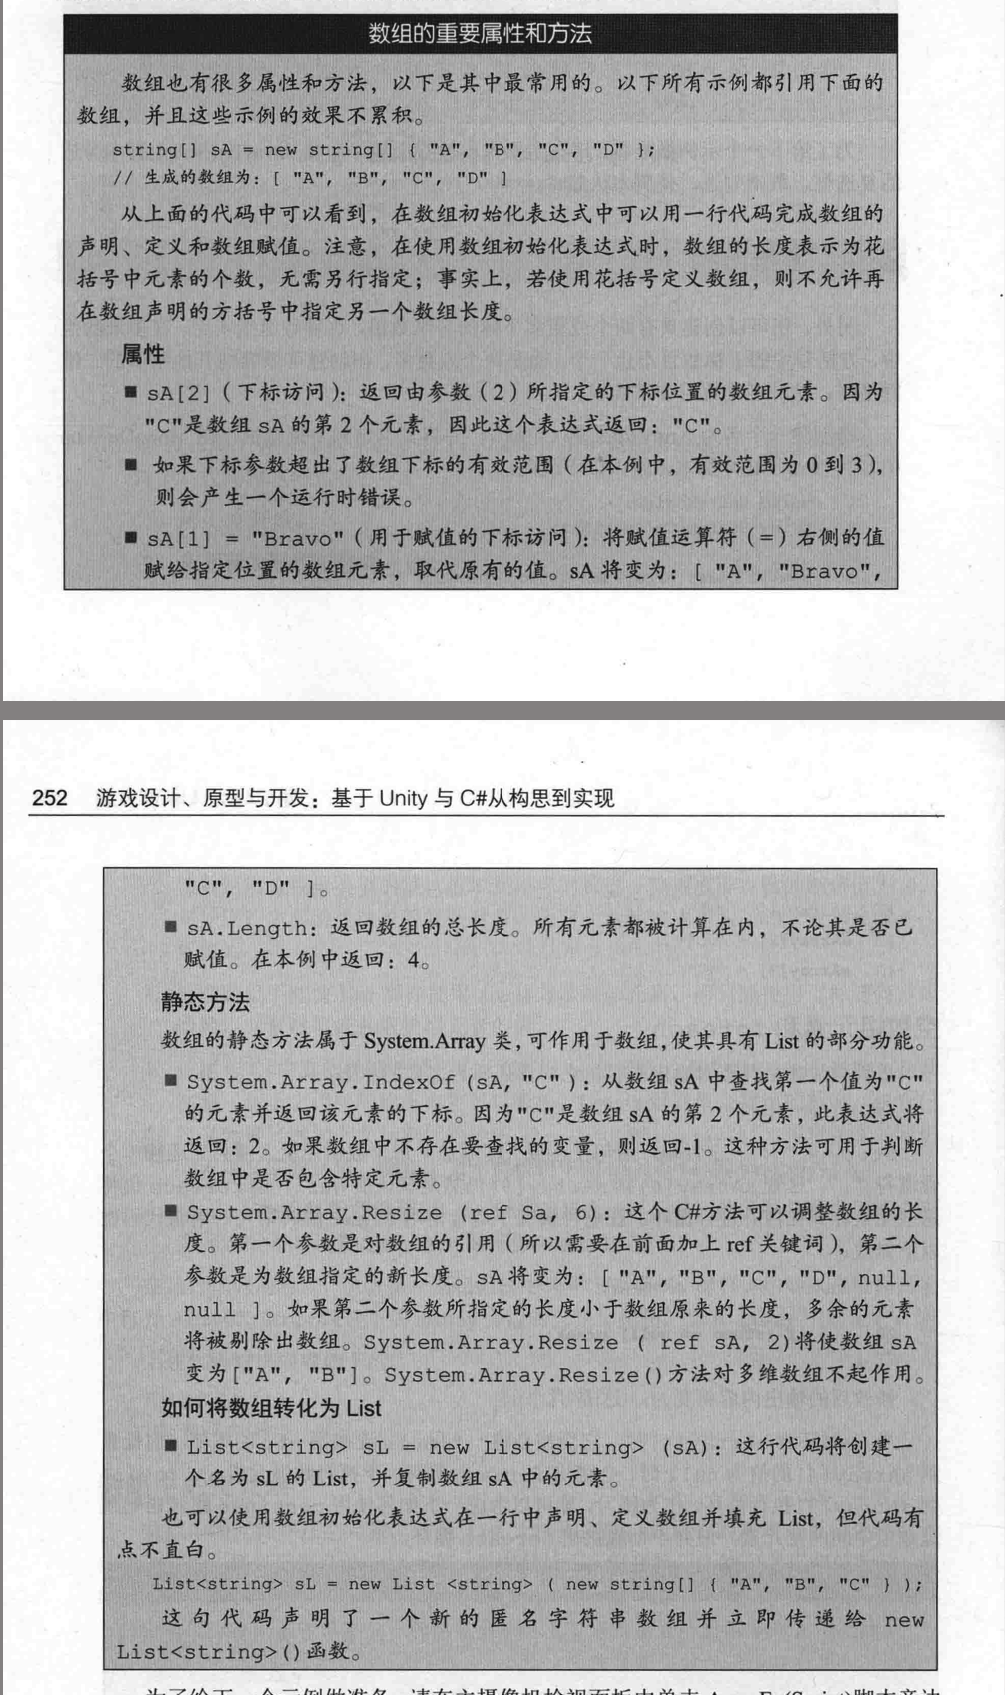 数组的重要属性和方法
数组也有很多属性和方法，以下是其中最常用的。以下所有示例都引用下面的
数组，并且这些示例的效果不累积。
string[] sA = new string[] { "A", "B", "C", "D" };
// 生成的数组为: [ "A", "B", "C", "D" ]
从上面的代码中可以看到，在数组初始化表达式中可以用一行代码完成数组的
声明、定义和数组赋值。注意，在使用数组初始化表达式时，数组的长度表示为花
括号中元素的个数，无需另行指定；事实上，若使用花括号定义数组，则不允许再
在数组声明的方括号中指定另一个数组长度。
属性
■ sA[2]（下标访问）：返回由参数（2）所指定的下标位置的数组元素。因为
"C"是数组 sA 的第 2 个元素，因此这个表达式返回："C"。
■ 如果下标参数超出了数组下标的有效范围（在本例中，有效范围为 0 到 3），
则会产生一个运行时错误。
■ sA[1] = "Bravo"（用于赋值的下标访问）：将赋值运算符（=）右侧的值
赋给指定位置的数组元素，取代原有的值。sA 将变为：[ "A", "Bravo",
252 游戏设计、原型与开发：基于 Unity 与 C#从构思到实现
"C", "D" ]。
■ sA.Length：返回数组的总长度。所有元素都被计算在内，不论其是否已
赋值。在本例中返回：4。
静态方法
数组的静态方法属于 System.Array 类，可作用于数组，使其具有 List 的部分功能。
■ System.Array.IndexOf (sA, "C" )：从数组 sA 中查找第一个值为"C"
的元素并返回该元素的下标。因为"C"是数组 sA 的第 2 个元素，此表达式将
返回：2。如果数组中不存在要查找的变量，则返回-1。这种方法可用于判断
数组中是否包含特定元素。
■ System.Array.Resize (ref Sa, 6)：这个 C#方法可以调整数组的长
度。第一个参数是对数组的引用（所以需要在前面加上 ref 关键词），第二个
参数是为数组指定的新长度。sA 将变为：[ "A", "B", "C", "D", null,
null ]。如果第二个参数所指定的长度小于数组原来的长度，多余的元素
将被剔除出数组。System.Array.Resize ( ref sA, 2)将使数组 sA
变为["A", "B"]。System.Array.Resize()方法对多维数组不起作用。
如何将数组转化为 List
■ List<string> sL = new List<string> (sA)：这行代码将创建一
个名为 sL 的 List，并复制数组 sA 中的元素。
也可以使用数组初始化表达式在一行中声明、定义数组并填充 List，但代码有
点不直白。
List<string> sL = new List <string> ( new string[] { "A", "B", "C" } );
这句代码声明了一个新的匿名字符串数组并立即传递给 new
List<string>()函数。